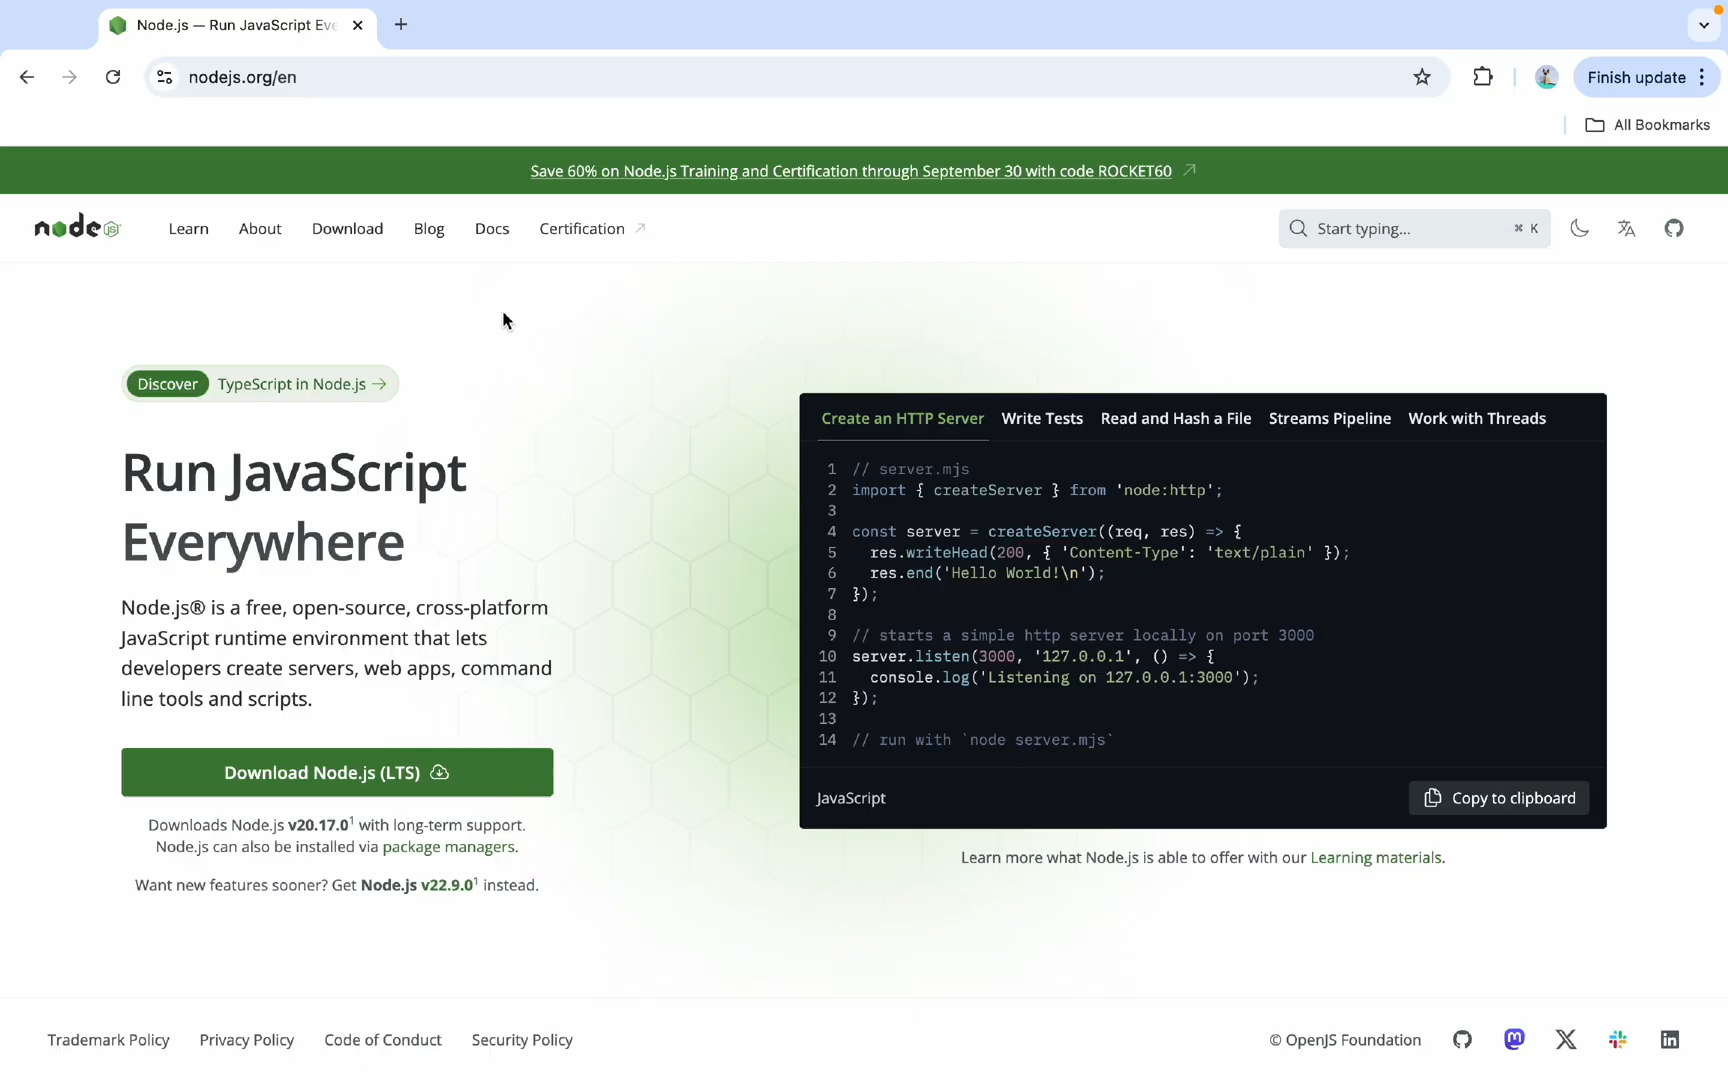 Node.js — Run JavaScript Eve
nodejs.org/en
Finish update
All Bookmarks
Save 60% on Node.js Training and Certification through September 30 with code ROCKET60
node JS
Learn About Download Blog Docs Certification
Start typing... ⌘ K
Discover TypeScript in Node.js →
Run JavaScript
Everywhere
Node.js® is a free, open-source, cross-platform
JavaScript runtime environment that lets
developers create servers, web apps, command
line tools and scripts.
Download Node.js (LTS)
Downloads Node.js v20.17.0¹ with long-term support.
Node.js can also be installed via package managers.
Want new features sooner? Get Node.js v22.9.0¹ instead.
Create an HTTP Server Write Tests Read and Hash a File Streams Pipeline Work with Threads
1 // server.mjs
2 import { createServer } from 'node:http';
3
4 const server = createServer((req, res) => {
5   res.writeHead(200, { 'Content-Type': 'text/plain' });
6   res.end('Hello World!\n');
7 });
8
9 // starts a simple http server locally on port 3000
10 server.listen(3000, '127.0.0.1', () => {
11   console.log('Listening on 127.0.0.1:3000');
12 });
13
14 // run with `node server.mjs`
JavaScript
Copy to clipboard
Learn more what Node.js is able to offer with our Learning materials.
Trademark Policy Privacy Policy Code of Conduct Security Policy
© OpenJS Foundation